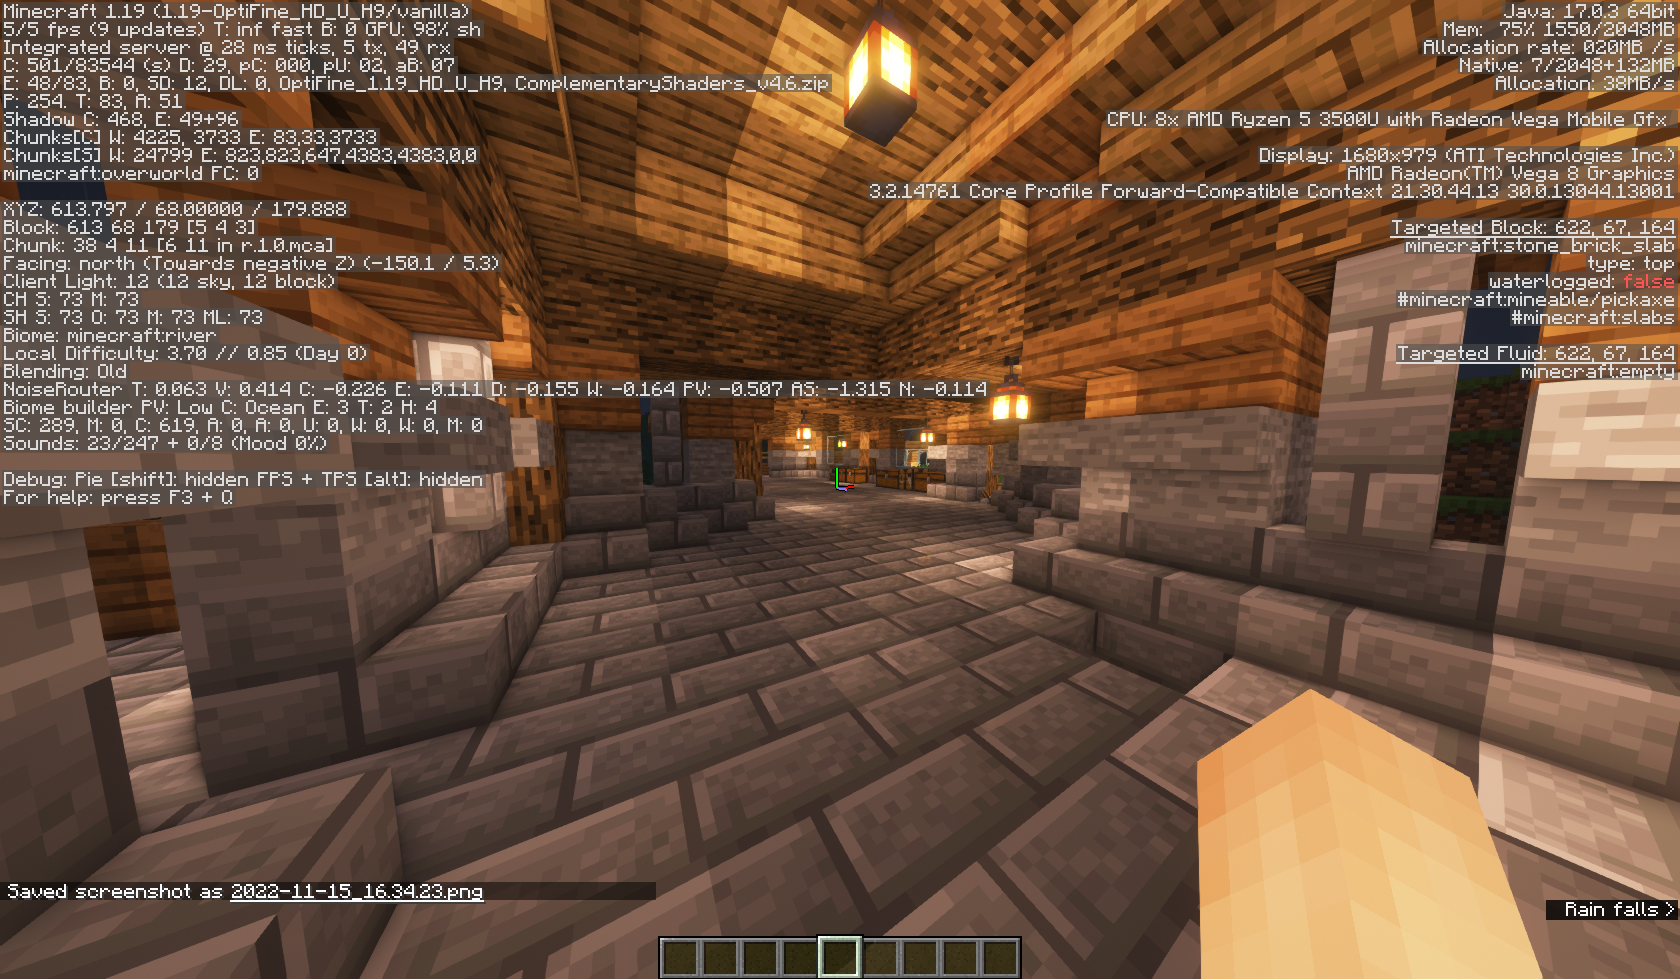 Minecraft 1.19 (1.19-OptiFine_HD_U_H9/vanilla)
5/5 fps (9 updates) T: inf fast B: 0 GPU: 98% sh
Integrated server @ 28 ms ticks, 5 tx, 49 rx
C: 501/83544 (s) D: 29, pC: 000, pU: 02, aB: 07
E: 48/83, B: 0, SD: 12, DL: 0, OptiFine_1.19_HD_U_H9, ComplementaryShaders_v4.6.zip
P: 254. T: 83, A: 51
Shadow C: 468, E: 49+96
Chunks[C] W: 4225, 3733 E: 83,33,3733
Chunks[S] W: 24799 E: 823,823,647,4383,4383,0,0
minecraft:overworld FC: 0
XYZ: 613.797 / 68.00000 / 179.888
Block: 613 68 179 [5 4 3]
Chunk: 38 4 11 [6 11 in r.1.0.mca]
Facing: north (Towards negative Z) (-150.1 / 5.3)
Client Light: 12 (12 sky, 12 block)
CH S: 73 M: 73
SH S: 73 O: 73 M: 73 ML: 73
Biome: minecraft:river
Local Difficulty: 3.70 // 0.85 (Day 0)
Blending: Old
NoiseRouter T: 0.063 V: 0.414 C: -0.226 E: -0.111 D: -0.155 W: -0.164 PV: -0.507 AS: -1.315 N: -0.114
Biome builder PV: Low C: Ocean E: 3 T: 2 H: 4
SC: 289, M: 0, C: 619, A: 0, A: 0, U: 0, W: 0, W: 0, M: 0
Sounds: 23/247 + 0/8 (Mood 0%)
Debug: Pie [shift]: hidden FPS + TPS [alt]: hidden
For help: press F3 + Q
Java: 17.0.3 64bit
Mem: 75% 1550/2048MB
Allocation rate: 020MB /s
Native: 7/2048+132MB
Allocation: 38MB/s
CPU: 8x AMD Ryzen 5 3500U with Radeon Vega Mobile Gfx
Display: 1680x979 (ATI Technologies Inc.)
AMD Radeon(TM) Vega 8 Graphics
3.2.14761 Core Profile Forward-Compatible Context 21.30.44.13 30.0.13044.13001
Targeted Block: 622, 67, 164
minecraft:stone_brick_slab
type: top
waterlogged: false
#minecraft:mineable/pickaxe
#minecraft:slabs
Targeted Fluid: 622, 67, 164
minecraft:empty
Saved screenshot as 2022-11-15_16.34.23.png
Rain falls >